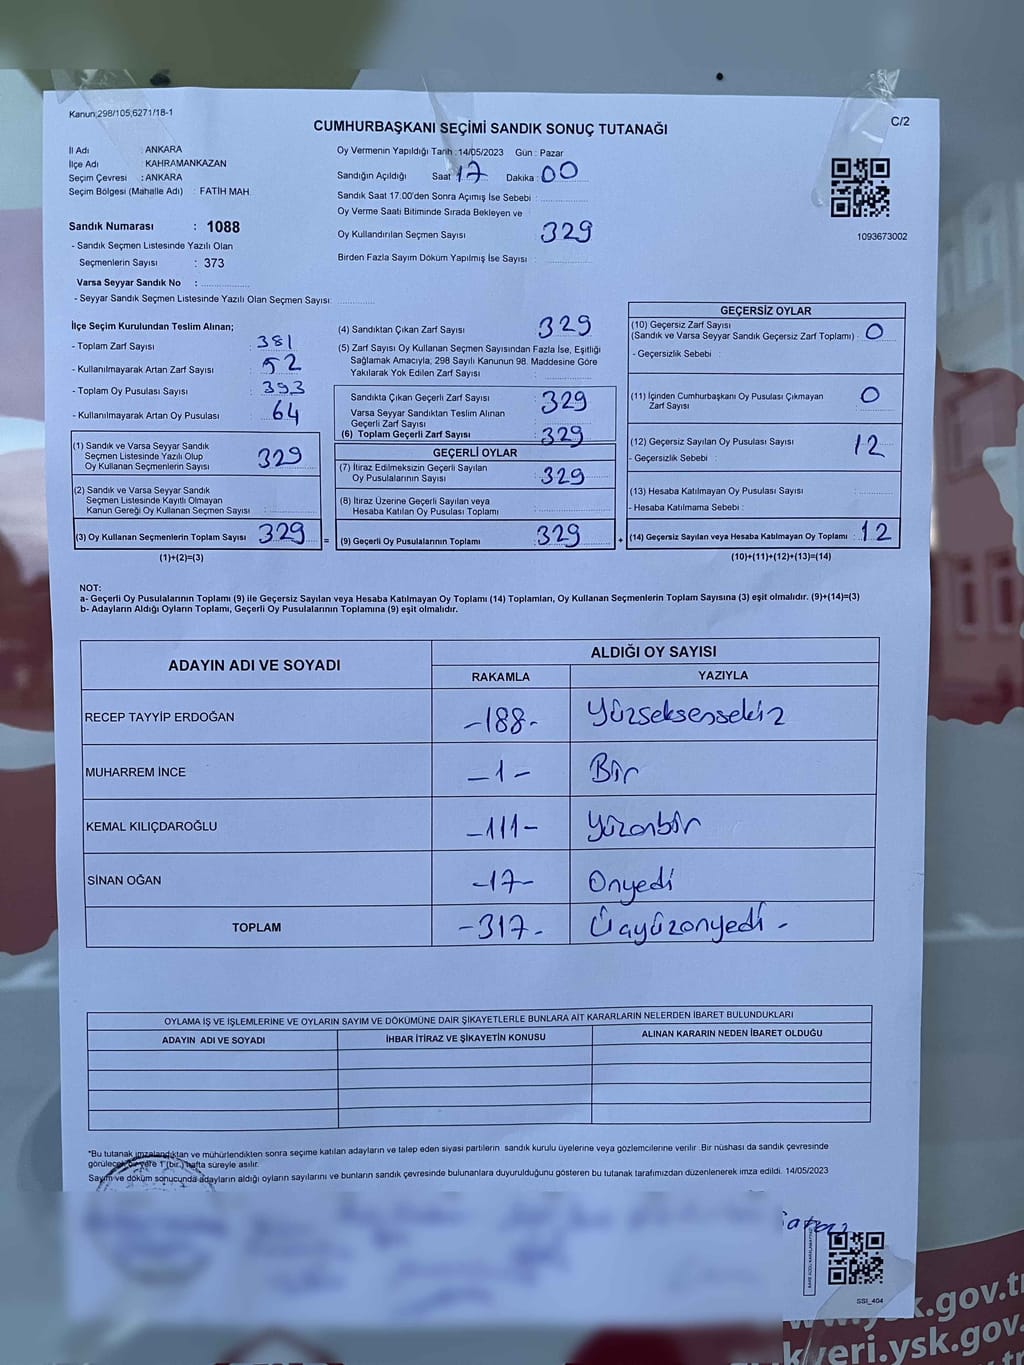 Kanun,298/105,6271/18-1
C/2
CUMHURBAŞKANI SEÇİMİ SANDIK SONUÇ TUTANAĞI
İl Adı : ANKARA
İlçe Adı : KAHRAMANKAZAN
Seçim Çevresi : ANKARA
Seçim Bölgesi (Mahalle Adı) : FATİH MAH.
Sandık Numarası : 1088
- Sandık Seçmen Listesinde Yazılı Olan
Seçmenlerin Sayısı : 373
Varsa Seyyar Sandık No :
- Seyyar Sandık Seçmen Listesinde Yazılı Olan Seçmen Sayısı:
Oy Vermenin Yapıldığı Tarih :14/05/2023 Gün : Pazar
Sandığın Açıldığı Saat 17 Dakika 00
Sandık Saat 17:00'den Sonra Açımış İse Sebebi :
Oy Verme Saati Bitiminde Sırada Bekleyen ve
Oy Kullandırılan Seçmen Sayısı 329
Birden Fazla Sayım Döküm Yapılmış İse Sayısı :
1093673002
İlçe Seçim Kurulundan Teslim Alınan;
- Toplam Zarf Sayısı : 381
- Kullanılmayarak Artan Zarf Sayısı : 52
- Toplam Oy Pusulası Sayısı : 393
- Kullanılmayarak Artan Oy Pusulası : 64
(1) Sandık ve Varsa Seyyar Sandık
Seçmen Listesinde Yazılı Olup
Oy Kullanan Seçmenlerin Sayısı 329
(2) Sandık ve Varsa Seyyar Sandık
Seçmen Listesinde Kayıtlı Olmayan
Kanun Gereği Oy Kullanan Seçmen Sayısı :
(3) Oy Kullanan Seçmenlerin Toplam Sayısı 329 =
(1)+(2)=(3)
(4) Sandıktan Çıkan Zarf Sayısı 329
(5) Zarf Sayısı Oy Kullanan Seçmen Sayısından Fazla İse, Eşitliği
Sağlamak Amacıyla; 298 Sayılı Kanunun 98. Maddesine Göre
Yakılarak Yok Edilen Zarf Sayısı :
Sandıkta Çıkan Geçerli Zarf Sayısı : 329
Varsa Seyyar Sandıktan Teslim Alınan
Geçerli Zarf Sayısı :
(6) Toplam Geçerli Zarf Sayısı : 329
GEÇERLİ OYLAR
(7) İtiraz Edilmeksizin Geçerli Sayılan
Oy Pusulalarının Sayısı : 329
(8) İtiraz Üzerine Geçerli Sayılan veya
Hesaba Katılan Oy Pusulası Toplamı :
(9) Geçerli Oy Pusulalarının Toplamı : 329 +
GEÇERSİZ OYLAR
(10) Geçersiz Zarf Sayısı
(Sandık ve Varsa Seyyar Sandık Geçersiz Zarf Toplamı) : 0
- Geçersizlik Sebebi :
(11) İçinden Cumhurbaşkanı Oy Pusulası Çıkmayan
Zarf Sayısı : 0
(12) Geçersiz Sayılan Oy Pusulası Sayısı : 12
- Geçersizlik Sebebi :
(13) Hesaba Katılmayan Oy Pusulası Sayısı :
- Hesaba Katılmama Sebebi :
(14) Geçersiz Sayılan veya Hesaba Katılmayan Oy Toplamı : 12
(10)+(11)+(12)+(13)=(14)
NOT:
a- Geçerli Oy Pusulalarının Toplamı (9) ile Geçersiz Sayılan veya Hesaba Katılmayan Oy Toplamı (14) Toplamları, Oy Kullanan Seçmenlerin Toplam Sayısına (3) eşit olmalıdır. (9)+(14)=(3)
b- Adayların Aldığı Oyların Toplamı, Geçerli Oy Pusulalarının Toplamına (9) eşit olmalıdır.
ADAYIN ADI VE SOYADI
ALDIĞI OY SAYISI
RAKAMLA YAZIYLA
RECEP TAYYİP ERDOĞAN -188- Yüzseksensekiz
MUHARREM İNCE -1- Bir
KEMAL KILIÇDAROĞLU -111- Yüzonbir
SİNAN OĞAN -17- Onyedi
TOPLAM -317- Üçyüzonyedi -
OYLAMA İŞ VE İŞLEMLERİNE VE OYLARIN SAYIM VE DÖKÜMÜNE DAİR ŞİKAYETLERLE BUNLARA AİT KARARLARIN NELERDEN İBARET BULUNDUKLARI
ADAYIN ADI VE SOYADI İHBAR İTİRAZ VE ŞİKAYETİN KONUSU ALINAN KARARIN NEDEN İBARET OLDUĞU
*Bu tutanak imzalandıktan ve mühürlendikten sonra seçime katılan adayların ve talep eden siyasi partilerin sandık kurulu üyelerine veya gözlemcilerine verilir. Bir nüshası da sandık çevresinde
görülecek bir yere 1 (bir) hafta süreyle asılır.
Sayım ve döküm sonucunda adayların aldığı oyların sayılarını ve bunların sandık çevresinde bulunanlara duyurulduğunu gösteren bu tutanak tarafımızdan düzenlenerek imza edildi. 14/05/2023
SSI_404
k.gov.t
kveri.ysk.gov.